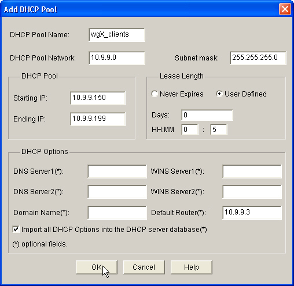 Add DHCP Pool
DHCP Pool Name: wgX_clients
DHCP Pool Network 10.9.9.0 Subnet mask 255.255.255.0
DHCP Pool Lease Length
Starting IP: 10.9.9.150 Never Expires User Defined
Ending IP: 10.9.9.199 Days: 0
HH:MM: 0 : 5
DHCP Options
DNS Server1(*): WINS Server1(*):
DNS Server2(*): WINS Server2(*):
Domain Name(*): Default Router(*): 10.9.9.3
Import all DHCP Options into the DHCP server database(*)
(*) optional fields.
OK Cancel Help